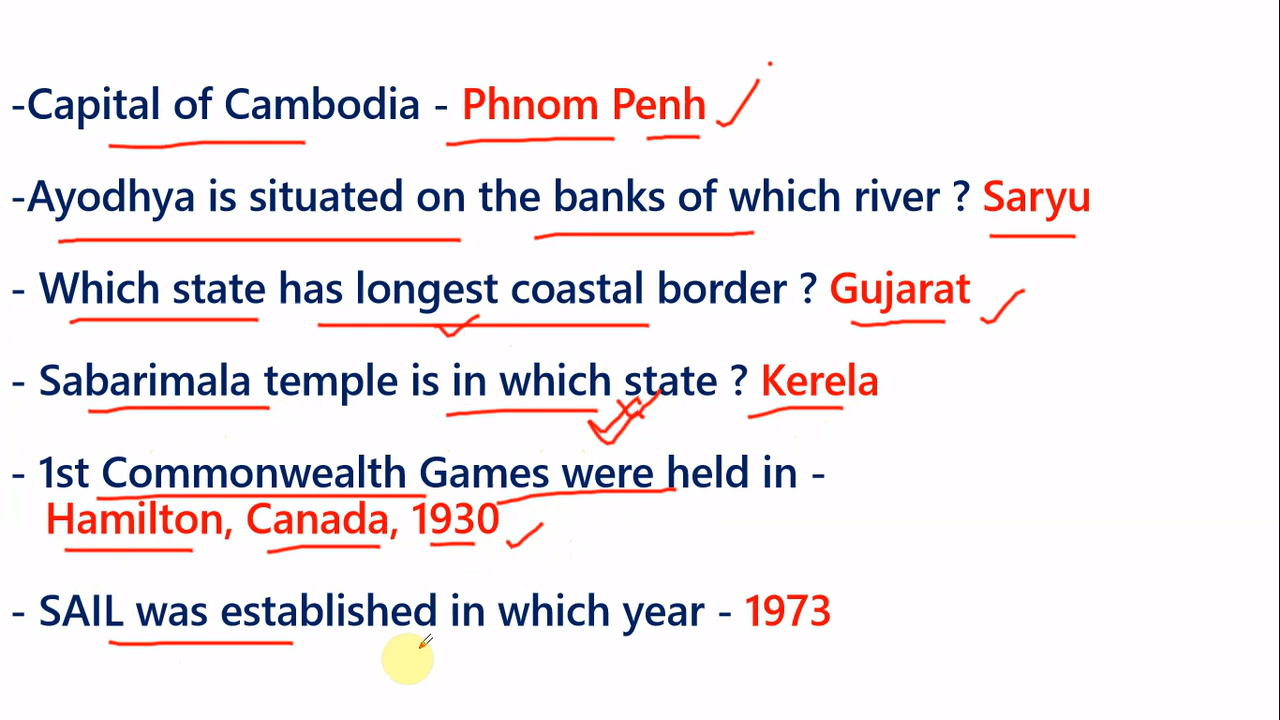 -Capital of Cambodia - Phnom Penh
-Ayodhya is situated on the banks of which river ? Saryu
- Which state has longest coastal border ? Gujarat
- Sabarimala temple is in which state ? Kerela
- 1st Commonwealth Games were held in -
Hamilton, Canada, 1930
- SAIL was established in which year - 1973